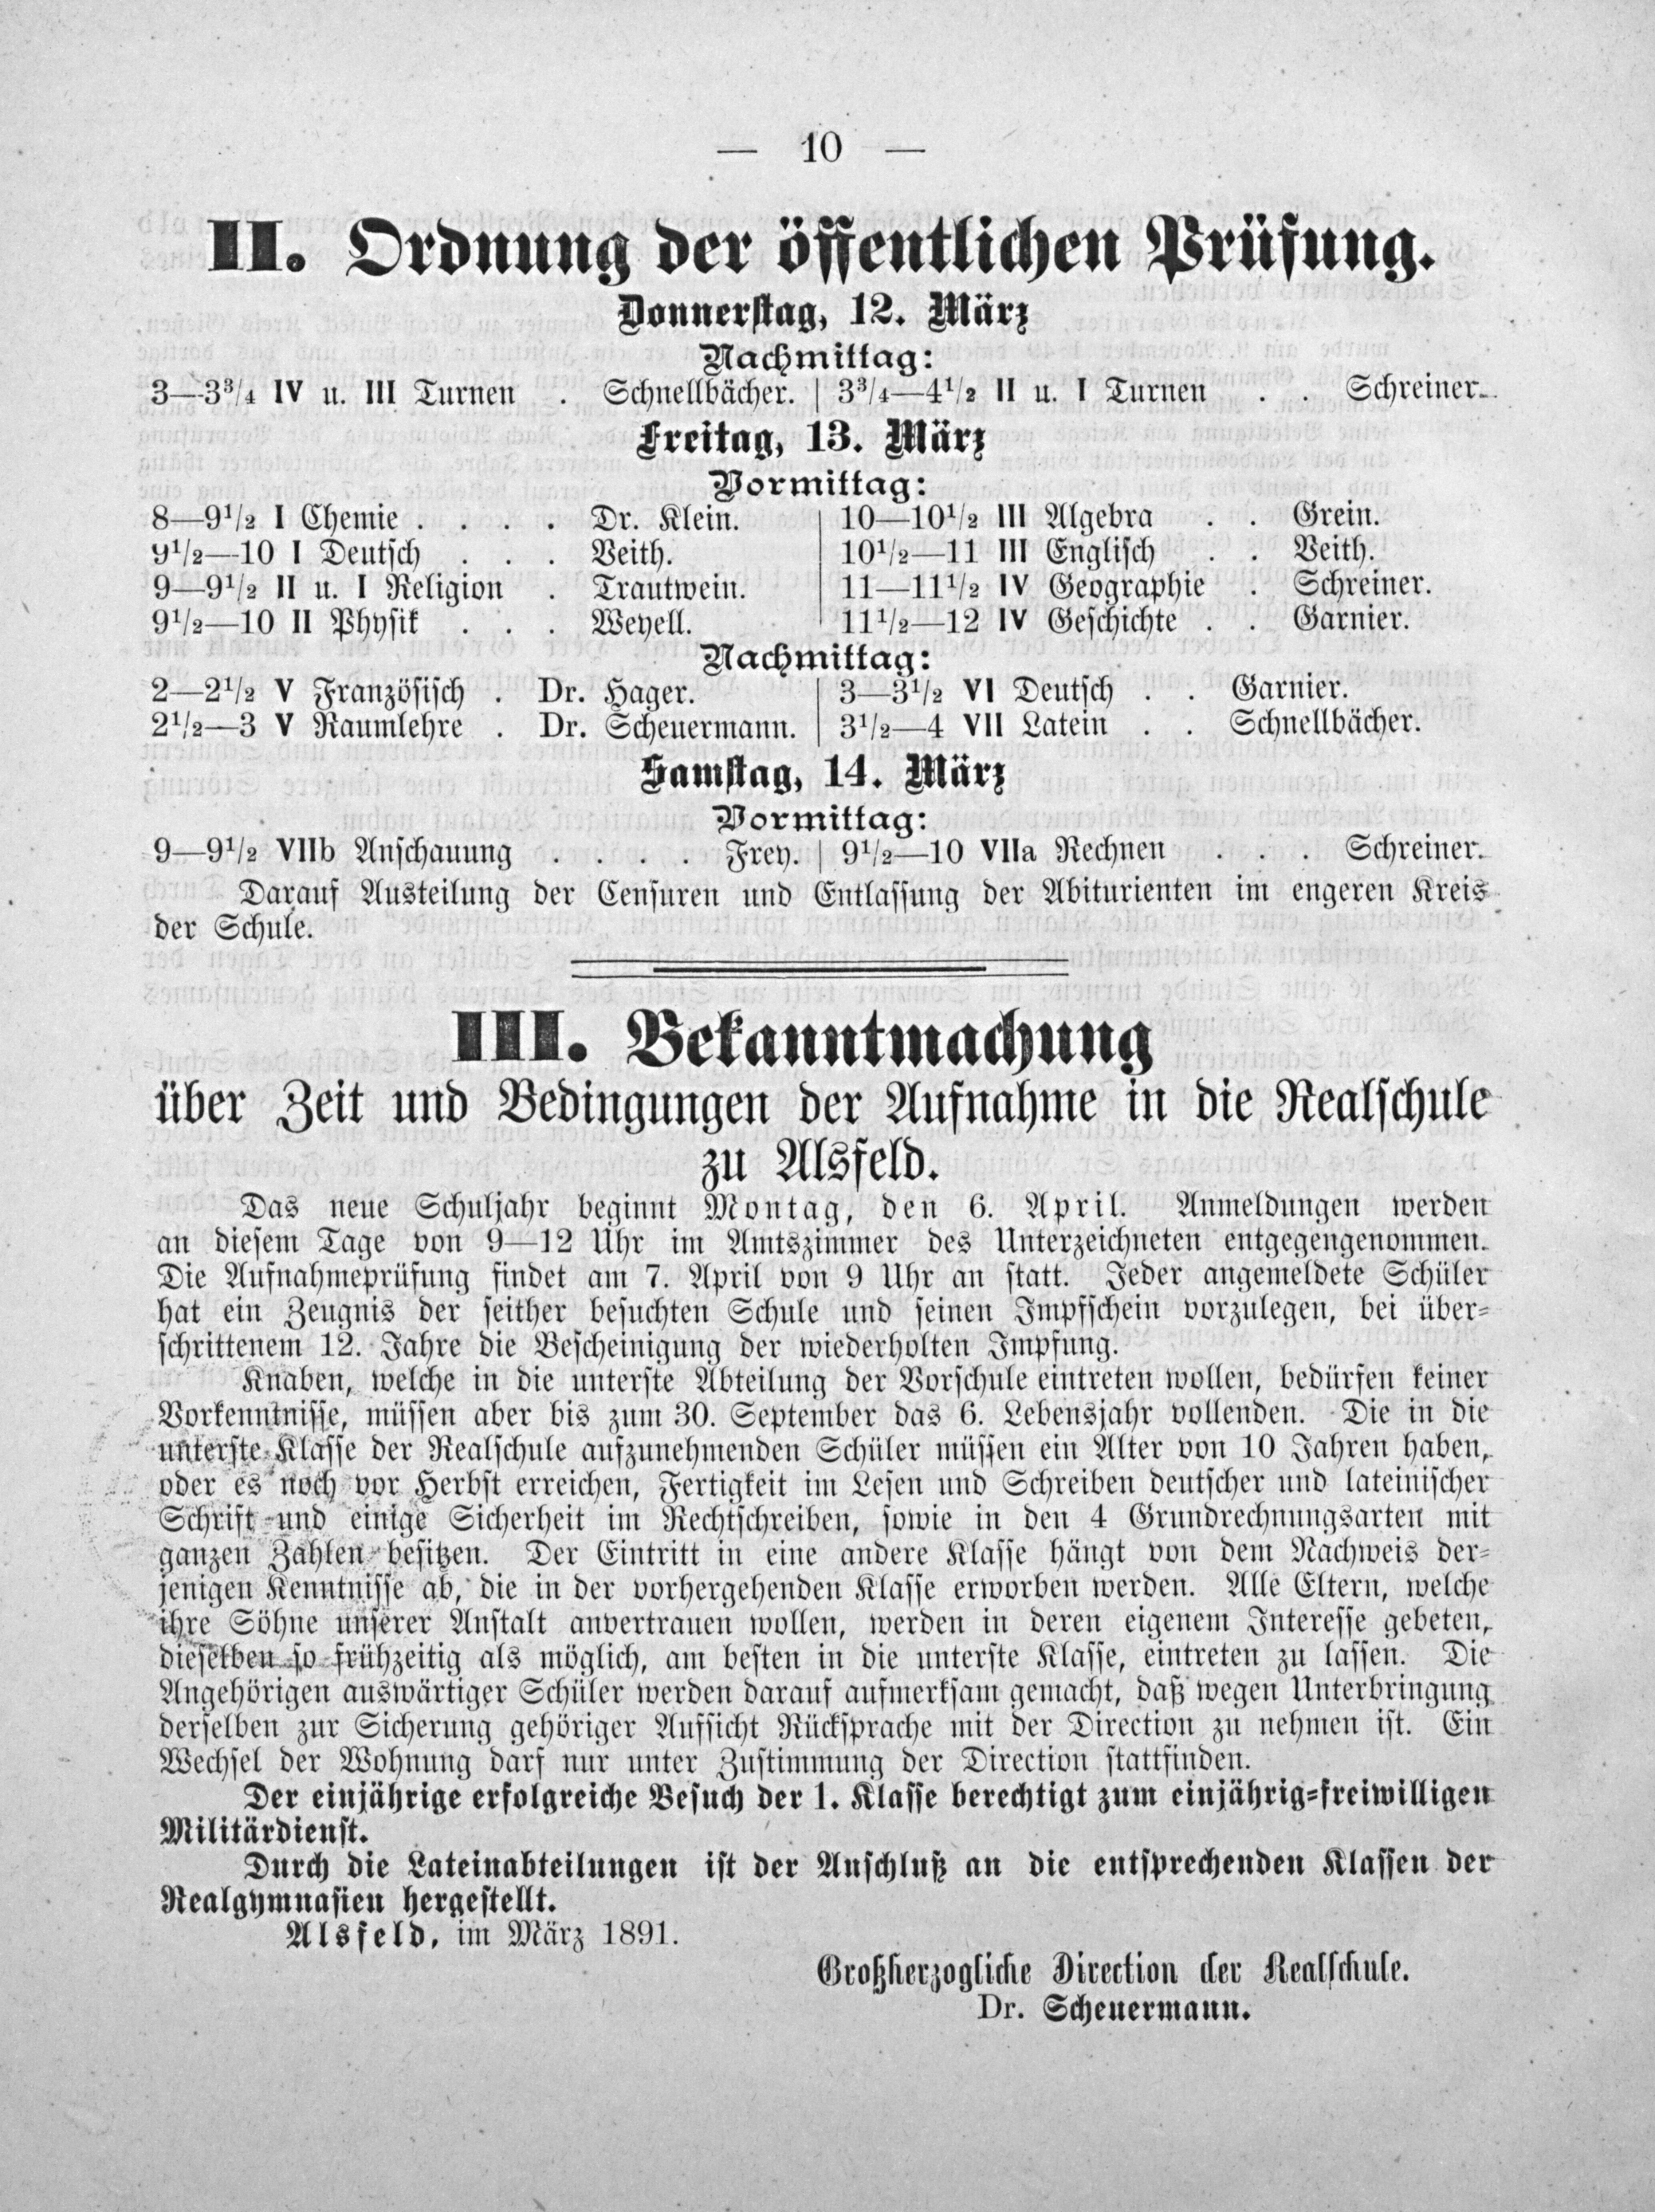 — 10 —
II. Ordnung der öffentlichen Prüfung.
Donnerstag, 12. März
Nachmittag:
3—3³/₄ IV u. III Turnen . Schnellbächer. | 3³/₄—4¹/₂ II u. I Turnen . . Schreiner.
Freitag, 13. März
Vormittag:
8—9¹/₂ I Chemie . . . . Dr. Klein. | 10—10¹/₂ III Algebra . . Grein.
9¹/₂—10 I Deutsch . . . Veith. | 10¹/₂—11 III Englisch . . Veith.
9—9¹/₂ II u. I Religion . Trautwein. | 11—11¹/₂ IV Geographie . Schreiner.
9¹/₂—10 II Physik . . . Weyell. | 11¹/₂—12 IV Geschichte . . Garnier.
Nachmittag:
2—2¹/₂ V Französisch . Dr. Hager. | 3—3¹/₂ VI Deutsch . . Garnier.
2¹/₂—3 V Raumlehre . Dr. Scheuermann. | 3¹/₂—4 VII Latein . . Schnellbächer.
Samstag, 14. März
Vormittag:
9—9¹/₂ VIIb Anschauung . . . . Frey. | 9¹/₂—10 VIIa Rechnen . . . Schreiner.
Darauf Austeilung der Censuren und Entlassung der Abiturienten im engeren Kreis
der Schule.
III. Bekanntmachung
über Zeit und Bedingungen der Aufnahme in die Realschule
zu Alsfeld.
Das neue Schuljahr beginnt Montag, den 6. April. Anmeldungen werden
an diesem Tage von 9—12 Uhr im Amtszimmer des Unterzeichneten entgegengenommen.
Die Aufnahmeprüfung findet am 7. April von 9 Uhr an statt. Jeder angemeldete Schüler
hat ein Zeugnis der seither besuchten Schule und seinen Impfschein vorzulegen, bei über-
schrittenem 12. Jahre die Bescheinigung der wiederholten Impfung.
Knaben, welche in die unterste Abteilung der Vorschule eintreten wollen, bedürfen keiner
Vorkenntnisse, müssen aber bis zum 30. September das 6. Lebensjahr vollenden. Die in die
unterste Klasse der Realschule aufzunehmenden Schüler müssen ein Alter von 10 Jahren haben,
oder es noch vor Herbst erreichen, Fertigkeit im Lesen und Schreiben deutscher und lateinischer
Schrift und einige Sicherheit im Rechtschreiben, sowie in den 4 Grundrechnungsarten mit
ganzen Zahlen besitzen. Der Eintritt in eine andere Klasse hängt von dem Nachweis der-
jenigen Kenntnisse ab, die in der vorhergehenden Klasse erworben werden. Alle Eltern, welche
ihre Söhne unserer Anstalt anvertrauen wollen, werden in deren eigenem Interesse gebeten,
dieselben so frühzeitig als möglich, am besten in die unterste Klasse, eintreten zu lassen. Die
Angehörigen auswärtiger Schüler werden darauf aufmerksam gemacht, daß wegen Unterbringung
derselben zur Sicherung gehöriger Aufsicht Rücksprache mit der Direction zu nehmen ist. Ein
Wechsel der Wohnung darf nur unter Zustimmung der Direction stattfinden.
Der einjährige erfolgreiche Besuch der 1. Klasse berechtigt zum einjährig-freiwilligen
Militärdienst.
Durch die Lateinabteilungen ist der Anschluß an die entsprechenden Klassen der
Realgymnasien hergestellt.
Alsfeld, im März 1891.
Großherzogliche Direction der Realschule.
Dr. Scheuermann.